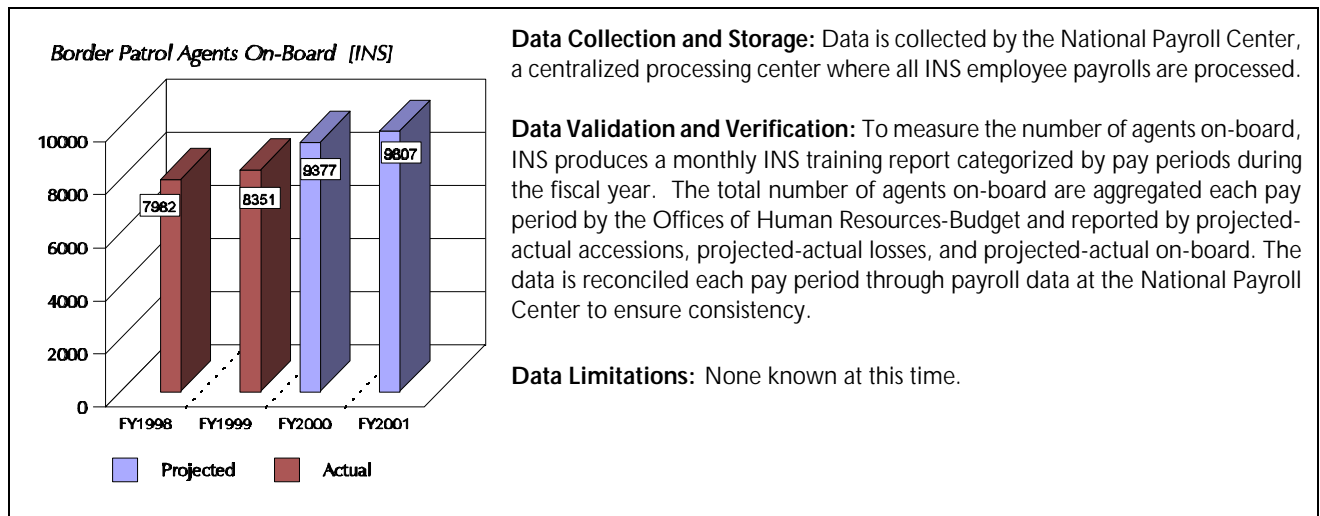 Border Patrol Agents On-Board [INS]
10000
8000
6000
4000
2000
0
7982
8351
9377
9807
FY1998 FY1999 FY2000 FY2001
Projected Actual
Data Collection and Storage: Data is collected by the National Payroll Center,
a centralized processing center where all INS employee payrolls are processed.
Data Validation and Verification: To measure the number of agents on-board,
INS produces a monthly INS training report categorized by pay periods during
the fiscal year. The total number of agents on-board are aggregated each pay
period by the Offices of Human Resources-Budget and reported by projected-
actual accessions, projected-actual losses, and projected-actual on-board. The
data is reconciled each pay period through payroll data at the National Payroll
Center to ensure consistency.
Data Limitations: None known at this time.